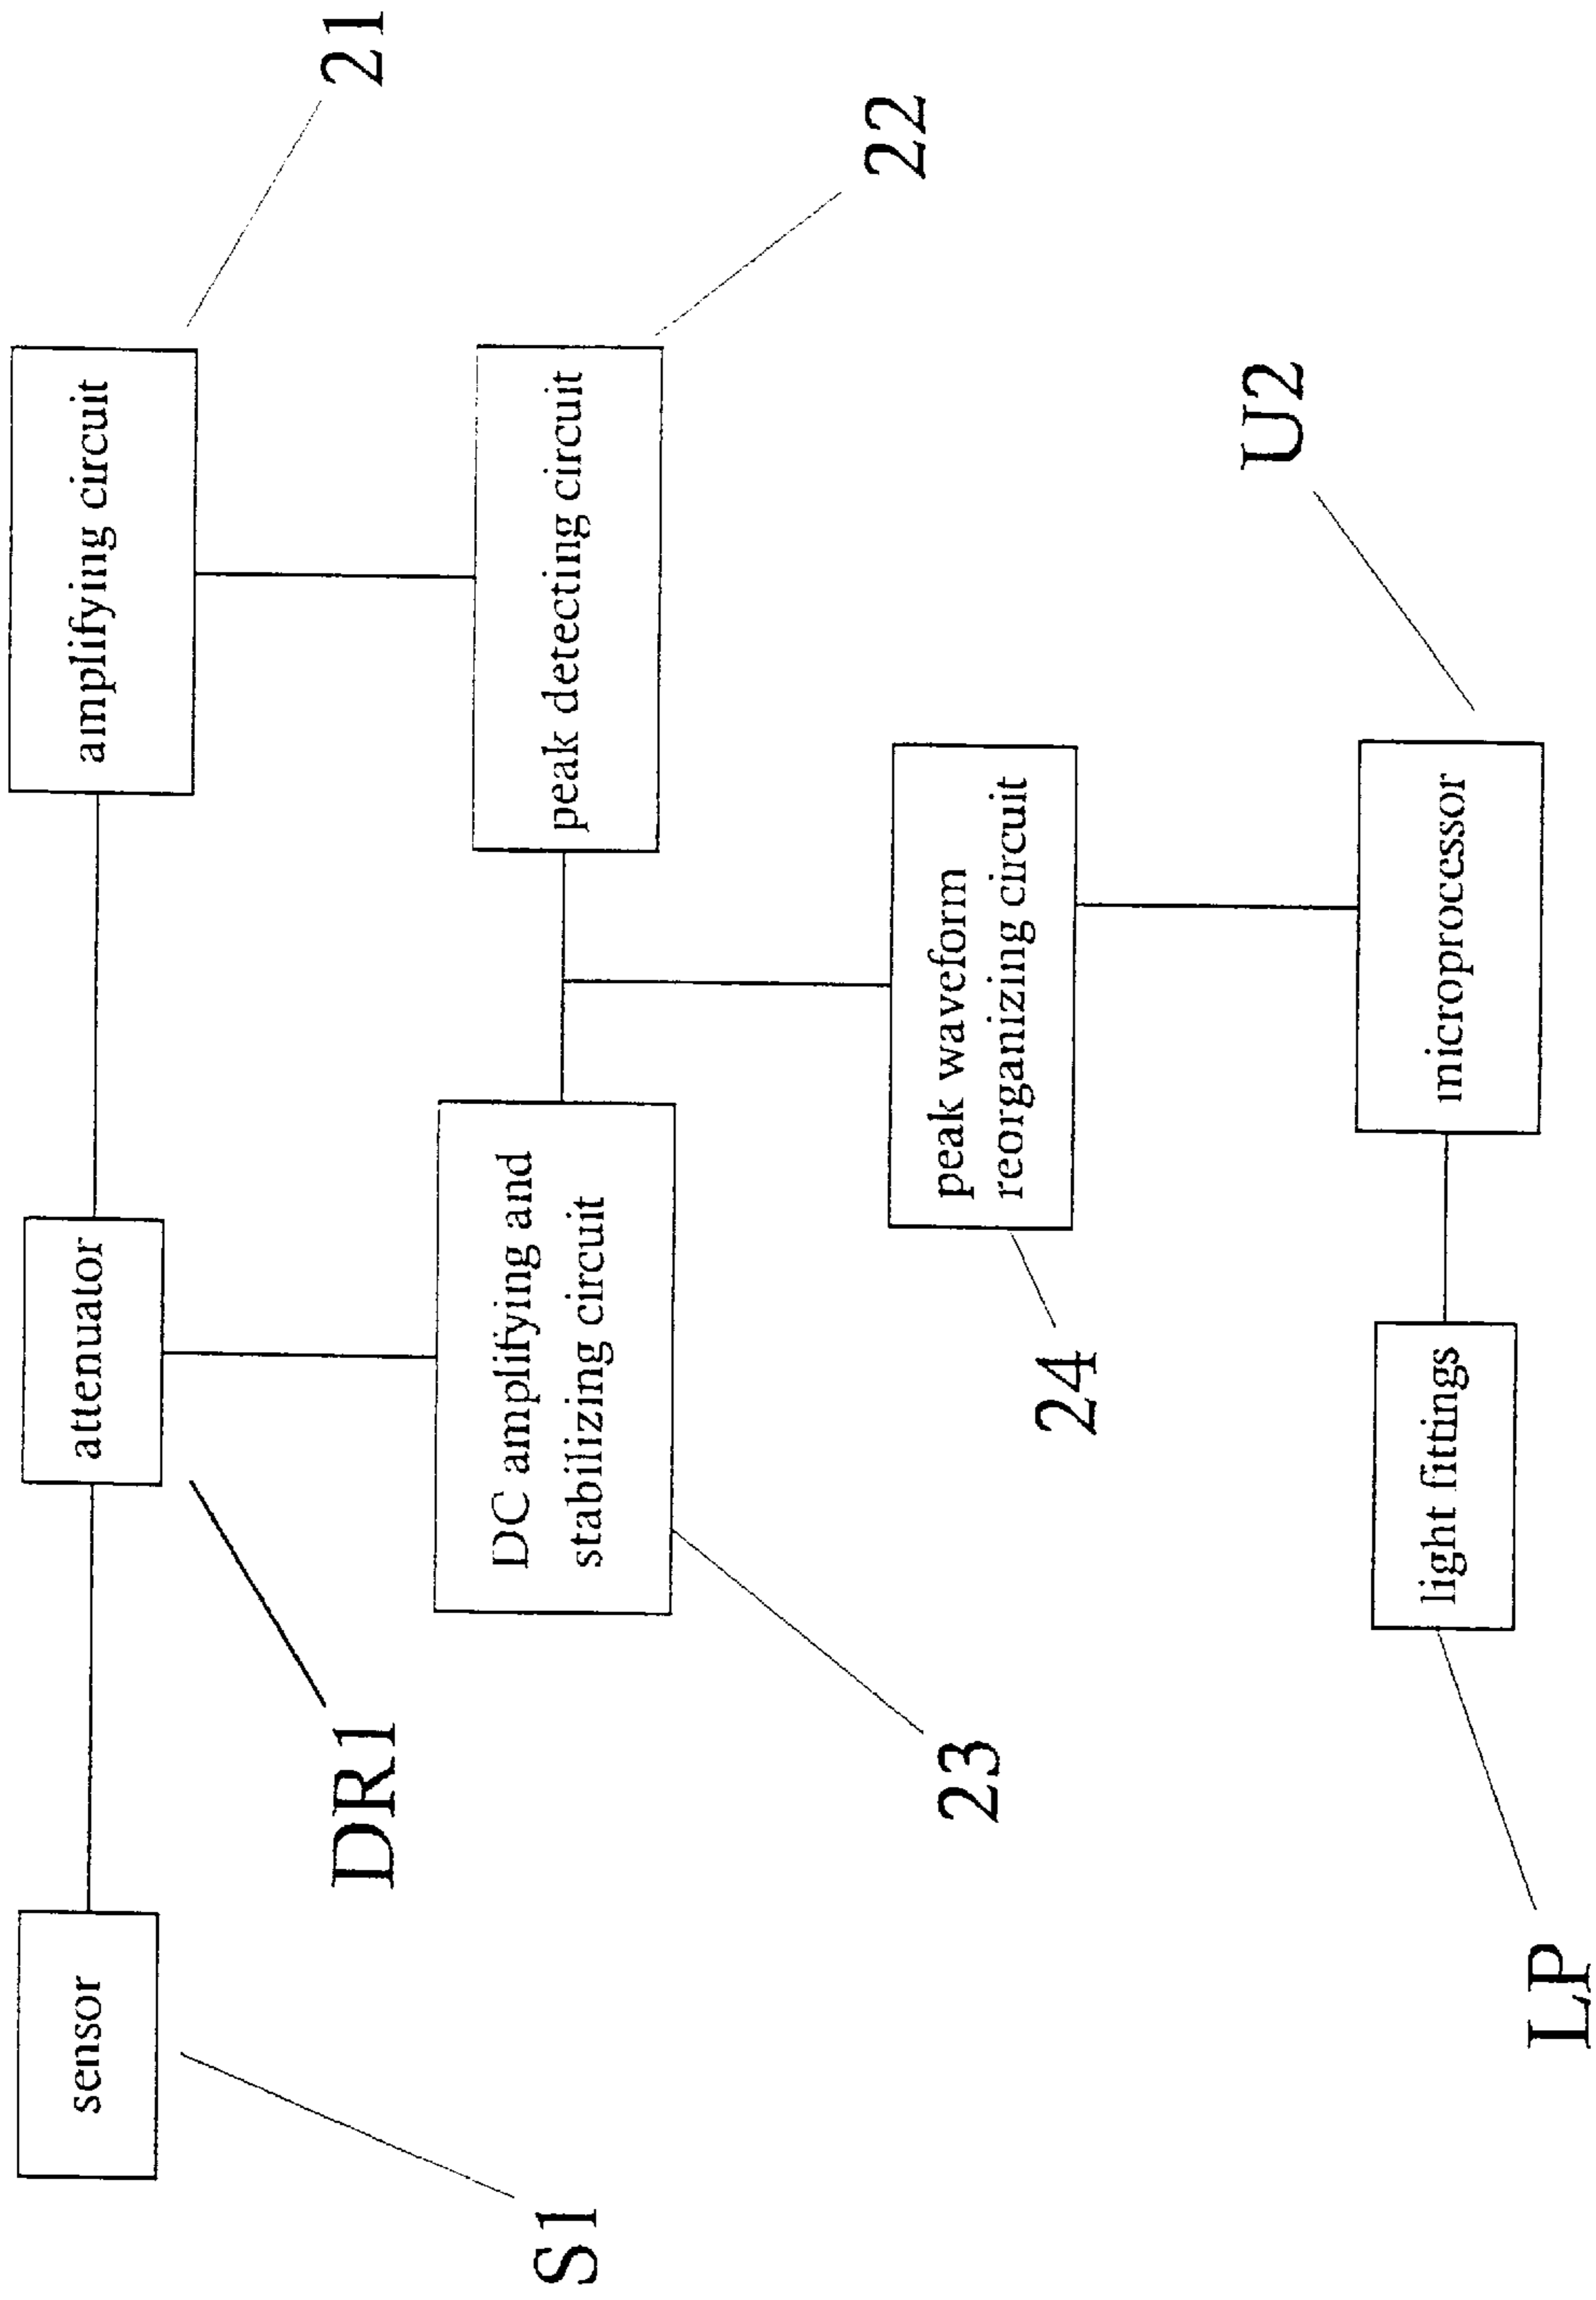 sensor
attenuator
amplifying circuit
S1
DR1
21
DC amplifying and
stabilizing circuit
peak detecting circuit
23
22
peak waveform
reorganizing circuit
24
light fittings
microprocessor
LP
U2